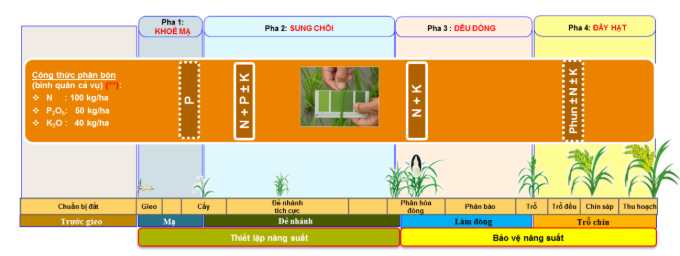 Pha 1:
KHOẺ MẠ
Pha 2: SUNG CHỒI
Pha 3 : ĐỀU ĐÒNG
Pha 4: ĐẦY HẠT
Công thức phân bón
(bình quân cả vụ) (**):
❖ N : 100 kg/ha
❖ P₂O₅: 50 kg/ha
❖ K₂O : 40 kg/ha
P
N + P ± K
N + K
Phun ± N ± K
Chuẩn bị đất
Gieo
Cấy
Đẻ nhánh
tích cực
Phân hóa
đòng
Phân bào
Trỗ
Trỗ đều
Chín sáp
Thu hoạch
Trước gieo
Mạ
Đẻ nhánh
Làm đòng
Trỗ chín
Thiết lập năng suất
Bảo vệ năng suất